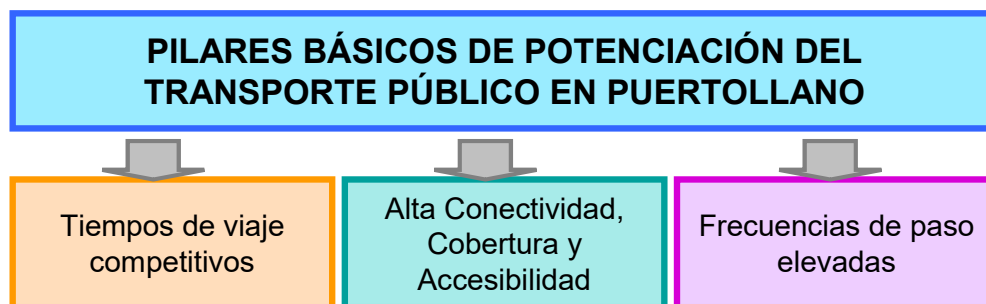 PILARES BÁSICOS DE POTENCIACIÓN DEL
TRANSPORTE PÚBLICO EN PUERTOLLANO
Tiempos de viaje
competitivos
Alta Conectividad,
Cobertura y
Accesibilidad
Frecuencias de paso
elevadas